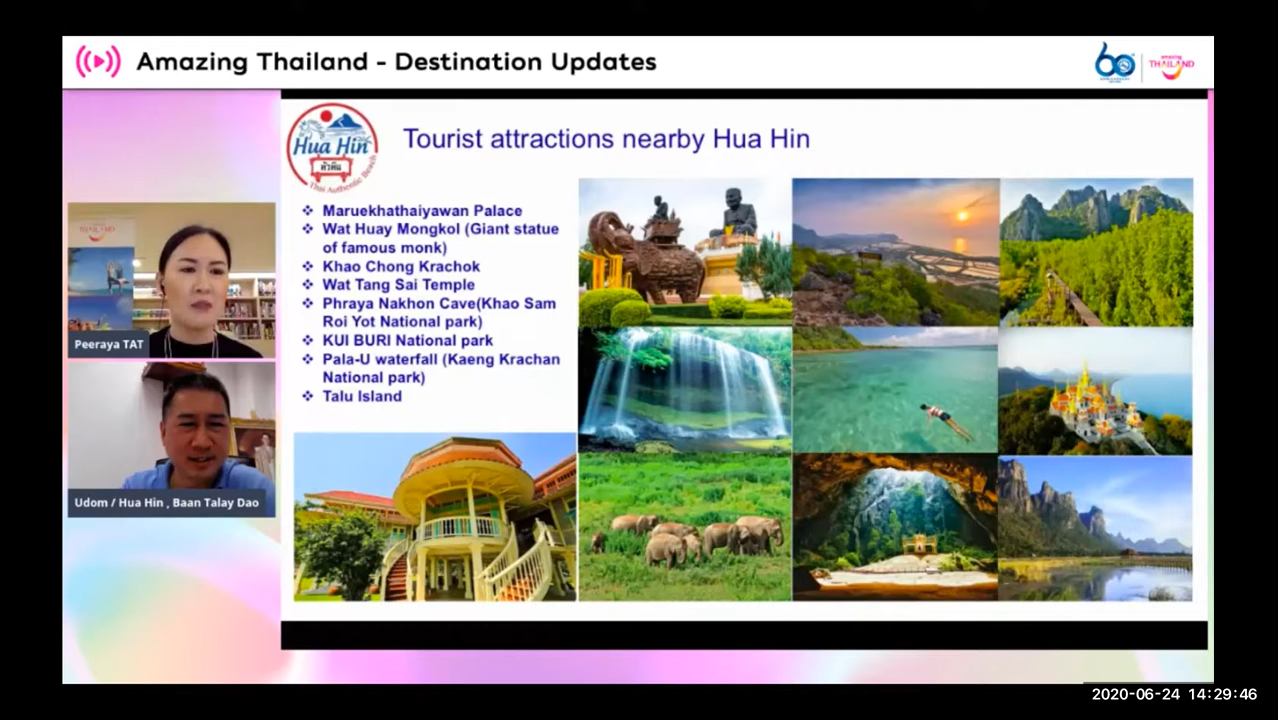 Amazing Thailand - Destination Updates
60
amazing
THAILAND
Hua Hin
หัวหิน
Thai Authentic Beach
Tourist attractions nearby Hua Hin
❖ Maruekhathaiyawan Palace
❖ Wat Huay Mongkol (Giant statue
of famous monk)
❖ Khao Chong Krachok
❖ Wat Tang Sai Temple
❖ Phraya Nakhon Cave(Khao Sam
Roi Yot National park)
❖ KUI BURI National park
❖ Pala-U waterfall (Kaeng Krachan
National park)
❖ Talu Island
THAILAND
Peeraya TAT
Udom / Hua Hin , Baan Talay Dao
2020-06-24 14:29:46